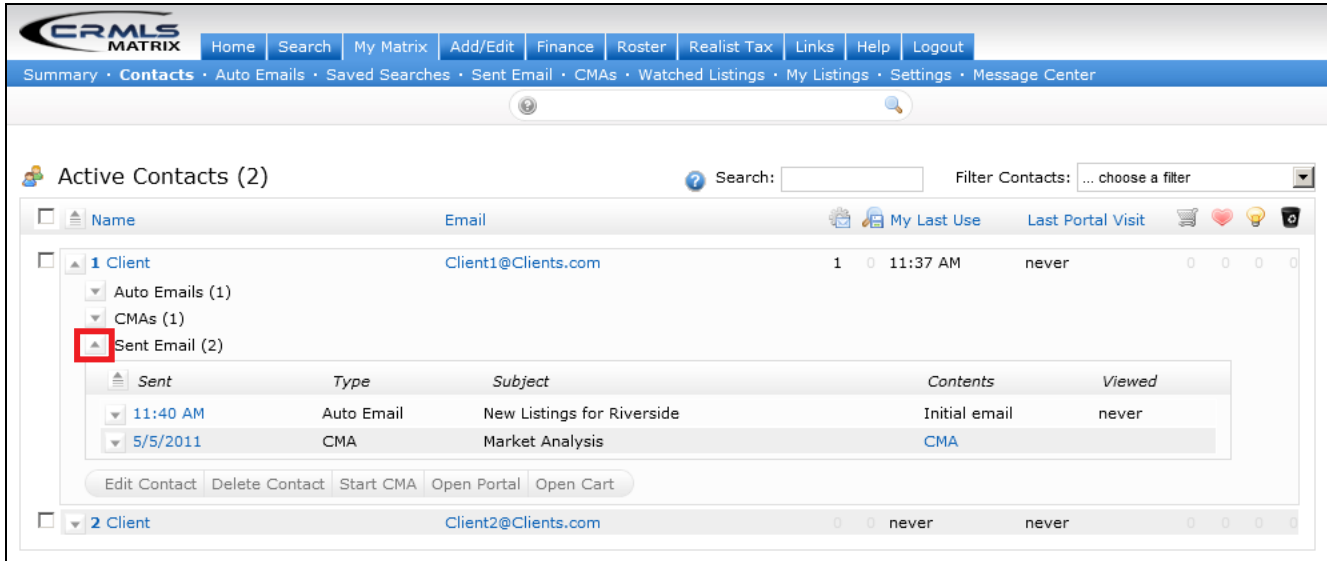 CRMLS
MATRIX
Home Search My Matrix Add/Edit Finance Roster Realist Tax Links Help Logout
Summary · Contacts · Auto Emails · Saved Searches · Sent Email · CMAs · Watched Listings · My Listings · Settings · Message Center
Active Contacts (2) Search: Filter Contacts: ... choose a filter
Name Email My Last Use Last Portal Visit
1 Client Client1@Clients.com 1 0 11:37 AM never 0 0 0 0
Auto Emails (1)
CMAs (1)
Sent Email (2)
Sent Type Subject Contents Viewed
11:40 AM Auto Email New Listings for Riverside Initial email never
5/5/2011 CMA Market Analysis CMA
Edit Contact Delete Contact Start CMA Open Portal Open Cart
2 Client Client2@Clients.com 0 0 never never 0 0 0 0